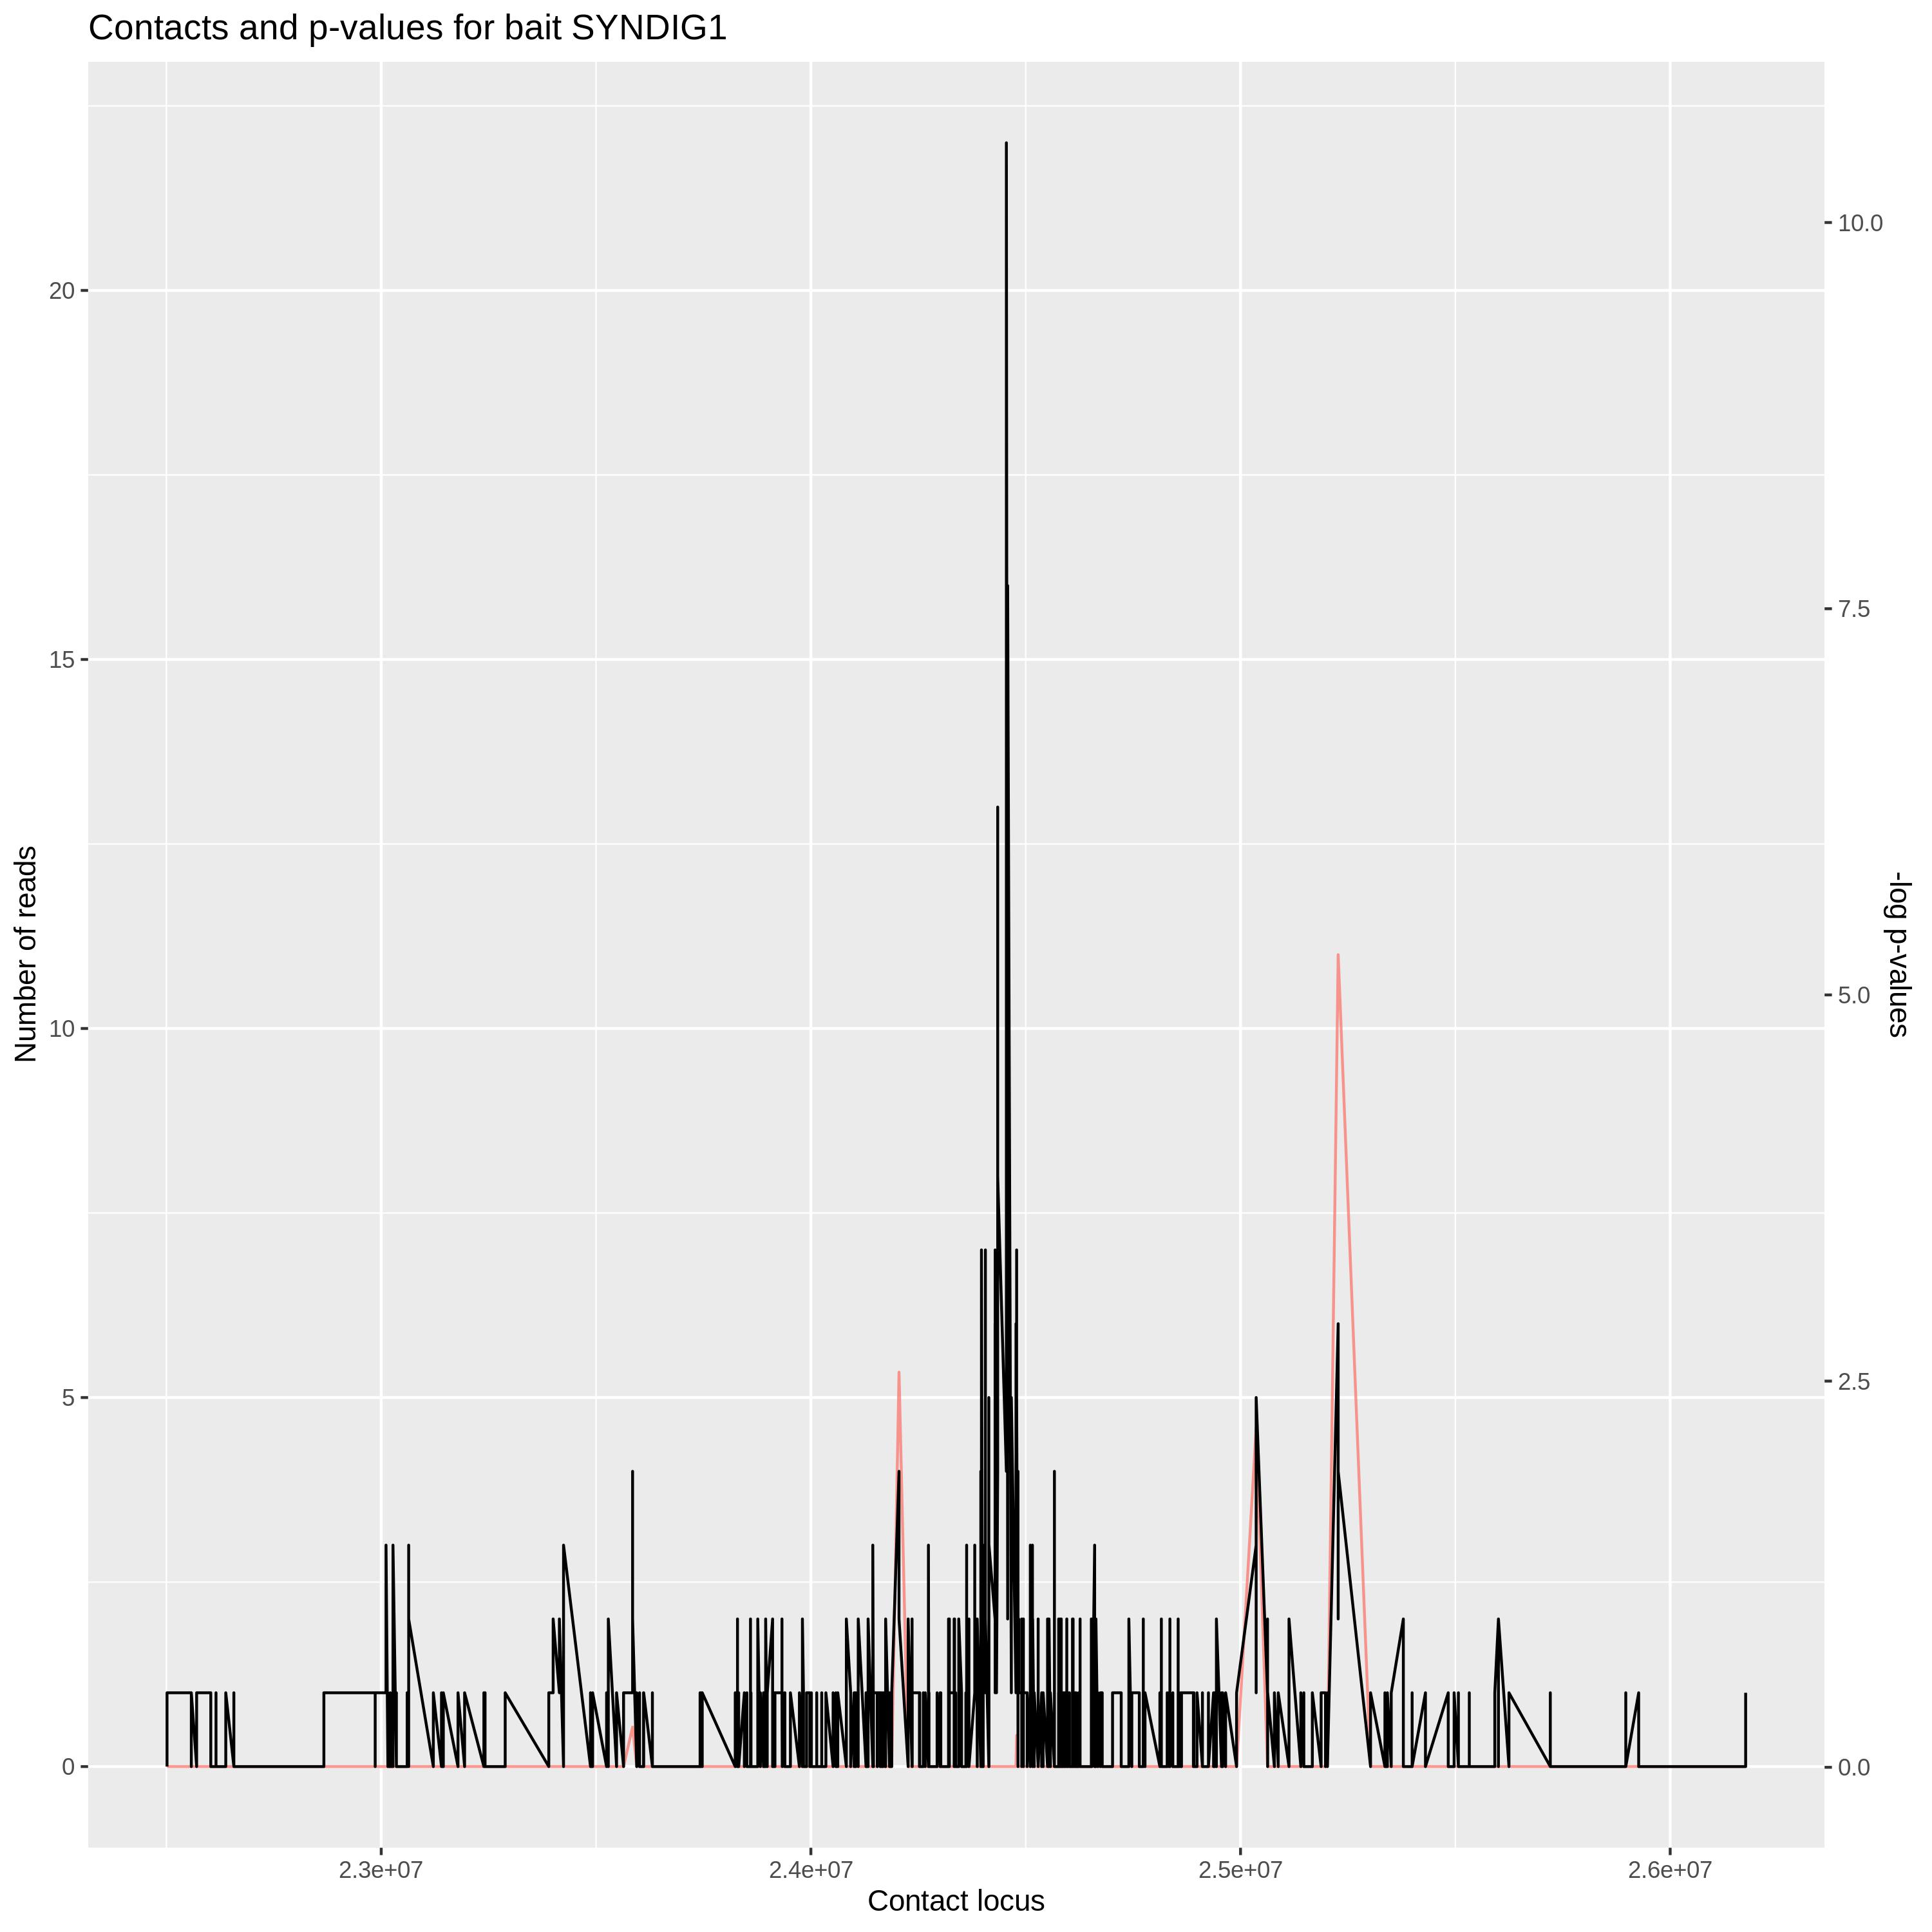 Contacts and p-values for bait SYNDIG1
Number of reads
20
15
10
5
0
10.0
7.5
5.0
2.5
0.0
-log p-values
2.3e+07
2.4e+07
2.5e+07
2.6e+07
Contact locus